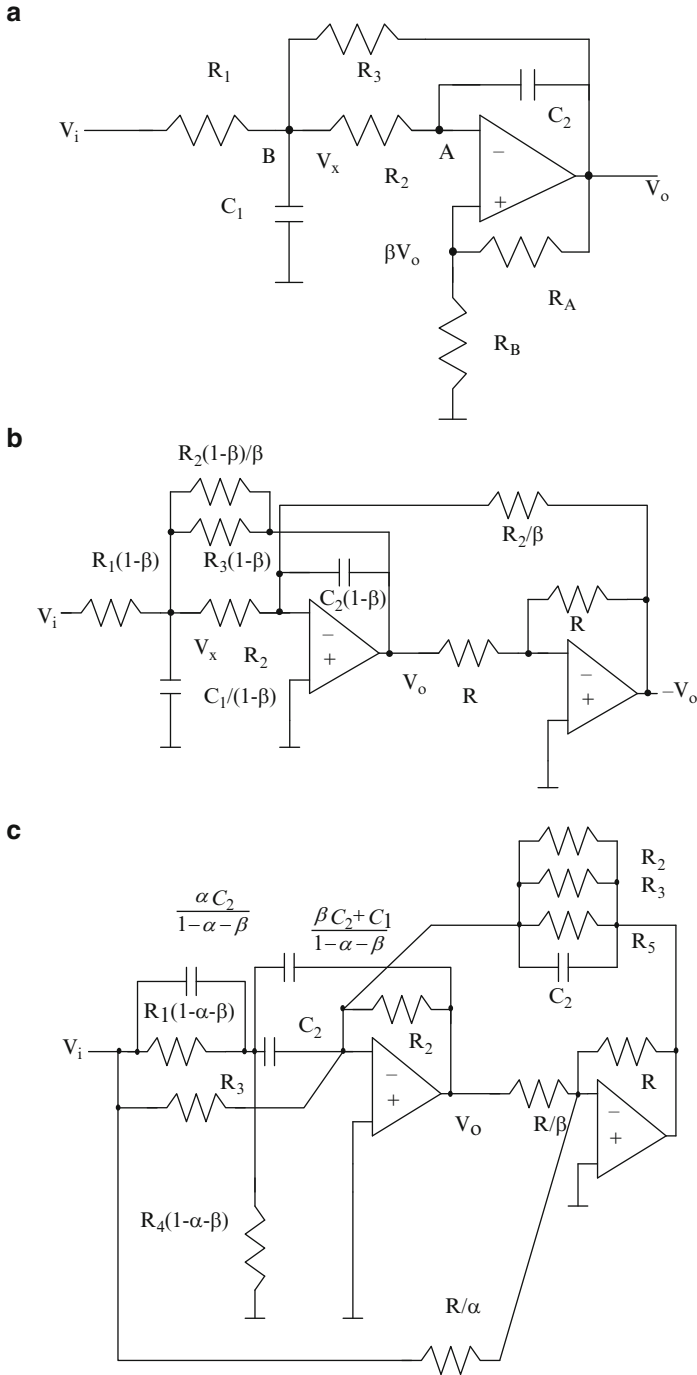 a
R₁
R₃
C₂
Vᵢ
B
Vₓ
A
−
R₂
C₁
+
Vₒ
βVₒ
R_A
R_B
b
R₂(1-β)/β
R₂/β
R₁(1-β)
R₃(1-β)
C₂(1-β)
R
Vᵢ
−
+
Vₓ
R₂
C₁/(1-β)
Vₒ
R
−
+
−Vₒ
c
R₂
R₃
R₅
C₂
αC₂
1−α−β
βC₂+C₁
1−α−β
R₁(1-α-β)
C₂
R₂
Vᵢ
−
+
R₃
Vₒ
R/β
R
−
+
R₄(1-α-β)
R/α